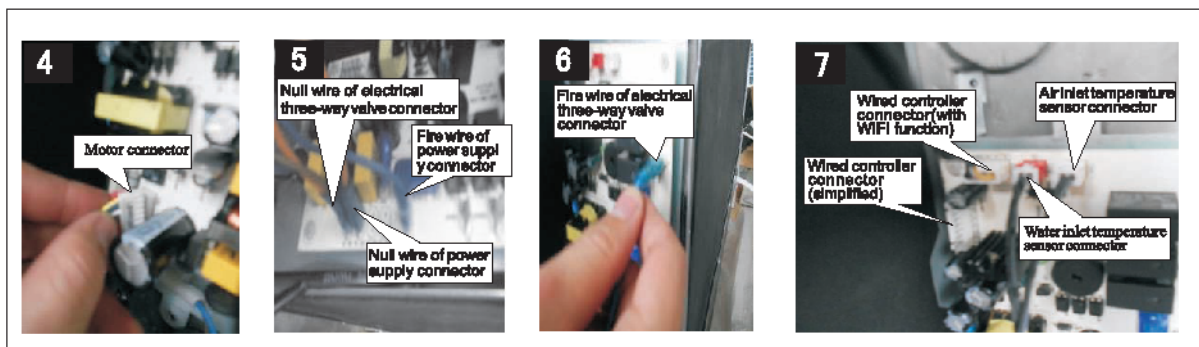 4
Motor connector
5
Null wire of electrical
three-way valve connector
Fire wire of
power suppl
y connector
Null wire of power
supply connector
6
Fire wire of electrical
three-way valve
connector
7
Wired controller
connector(with
WIFI function)
Air inlet temperature
sensor connector
Wired controller
connector
(simplified)
Water inlet temperature
sensor connector